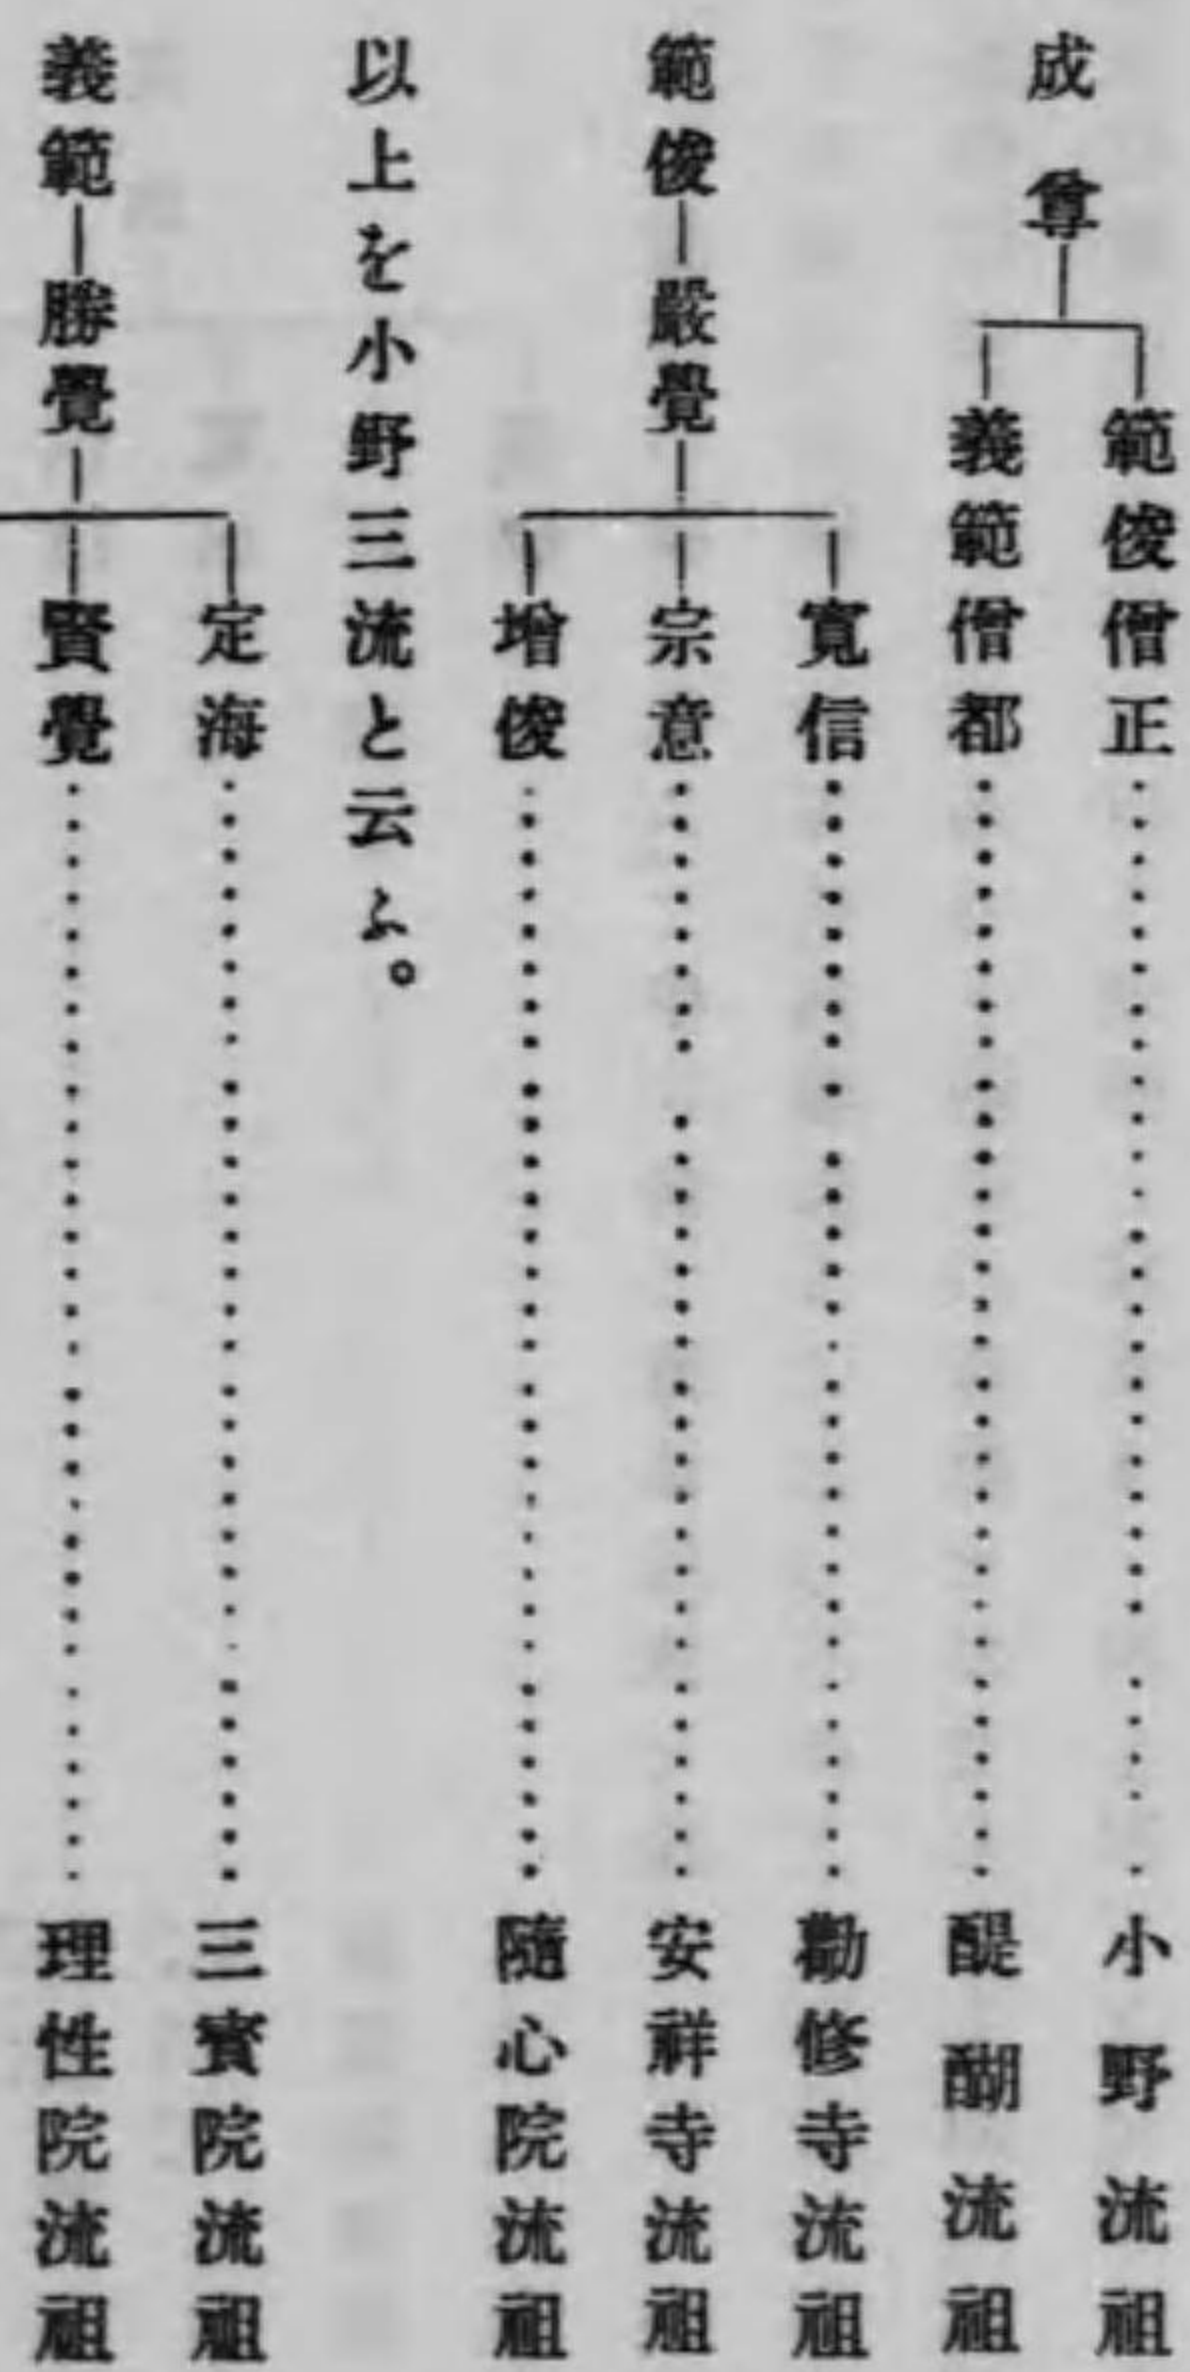 成尊
範俊僧正……小野流祖
義範僧都……醍醐流祖
範俊―嚴覺
寬信……勸修寺流祖
宗意……安祥寺流祖
增俊……隨心院流祖
以上を小野三流と云ふ。
義範―勝覺
定海……三寶院流祖
賢覺……理性院流祖